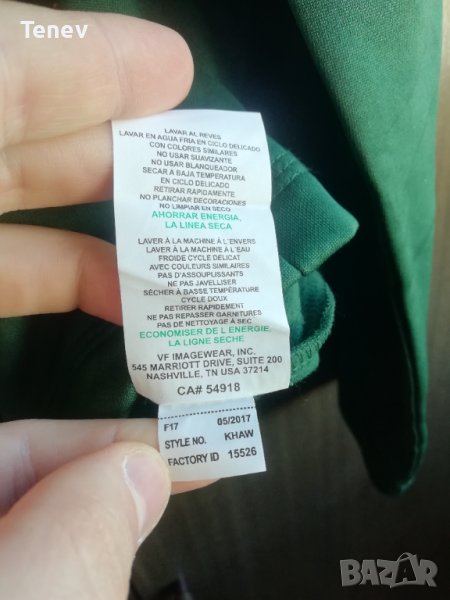 Tenev
LAVAR AL REVES
LAVAR EN AGUA FRIA EN CICLO DELICADO
CON COLORES SIMILARES
NO USAR SUAVIZANTE
NO USAR BLANQUEADOR
SECAR A BAJA TEMPERATURA
EN CICLO DELICADO
RETIRAR RAPIDAMENTE
NO PLANCHAR DECORACIONES
NO LIMPIAR EN SECO
AHORRAR ENERGIA,
LA LINEA SECA
LAVER À LA MACHINE À L'ENVERS
LAVER À LA MACHINE À L'EAU
FROIDE CYCLE DELICAT
AVEC COULEURS SIMILAIRES
PAS D'ASSOUPLISSANTS
NE PAS JAVELLISER
SÉCHER À BASSE TEMPÉRATURE
CYCLE DOUX
RETIRER RAPIDEMENT
NE PAS REPASSER GARNITURES
PAS DE NETTOYAGE À SEC
ECONOMISER DE L ENERGIE,
LA LIGNE SECHE
VF IMAGEWEAR, INC.
545 MARRIOTT DRIVE, SUITE 200
NASHVILLE, TN USA 37214
CA# 54918
F17 05/2017
STYLE NO. KHAW
FACTORY ID 15526
BAZAR